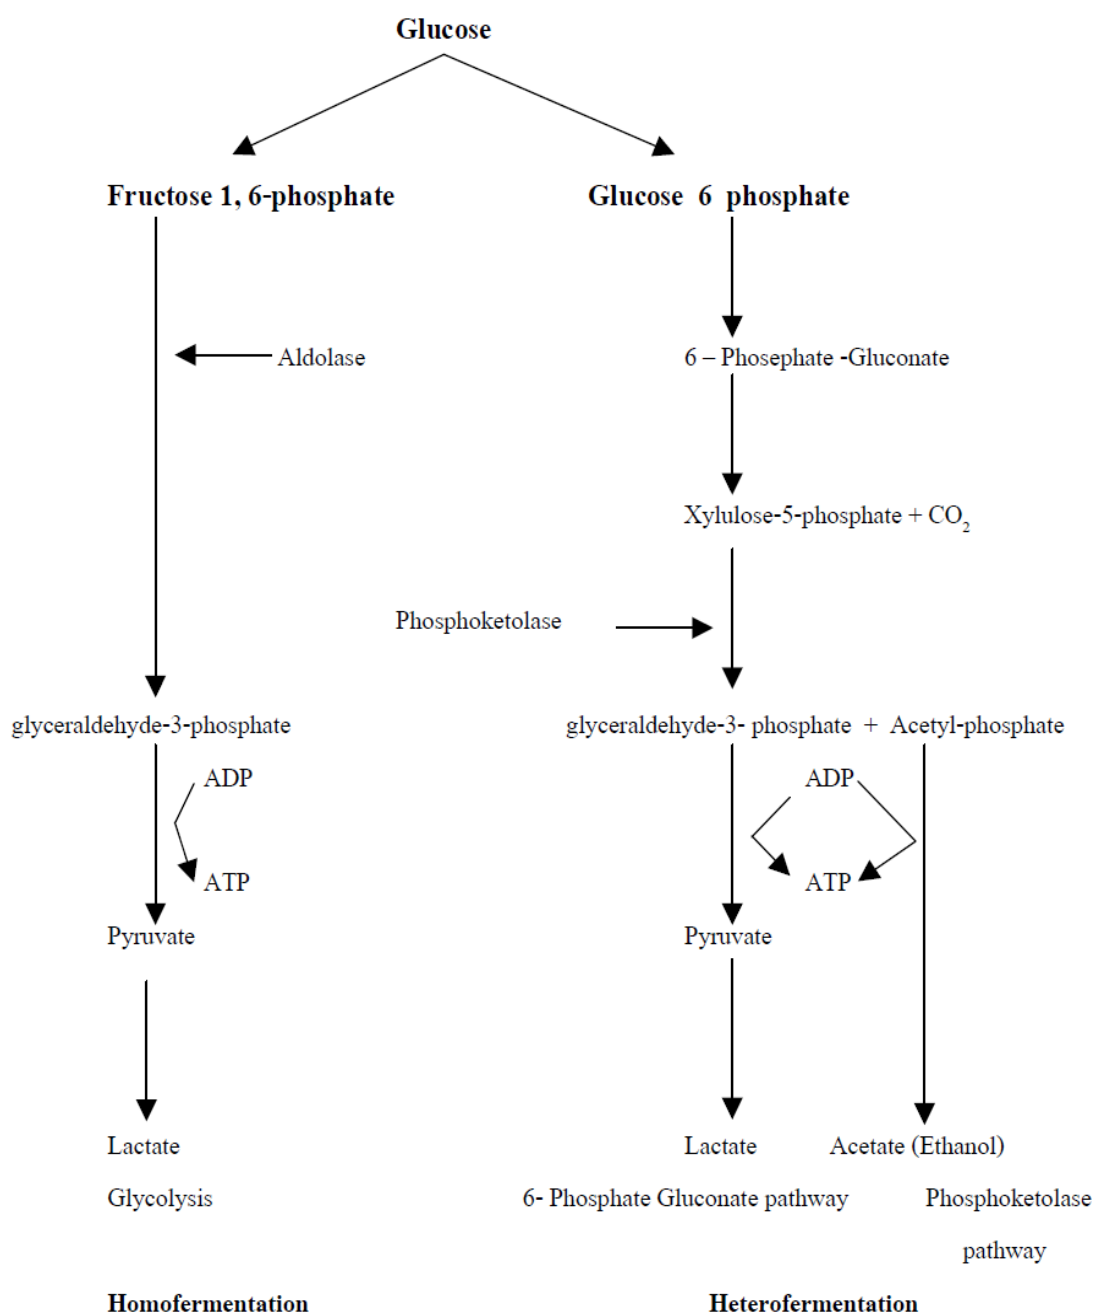 Glucose
Fructose 1, 6-phosphate
Glucose 6 phosphate
Aldolase
6 – Phosephate -Gluconate
Xylulose-5-phosphate + CO2
Phosphoketolase
glyceraldehyde-3-phosphate
glyceraldehyde-3- phosphate + Acetyl-phosphate
ADP
ADP
ATP
ATP
Pyruvate
Pyruvate
Lactate
Lactate
Acetate (Ethanol)
Glycolysis
6- Phosphate Gluconate pathway
Phosphoketolase
pathway
Homofermentation
Heterofermentation